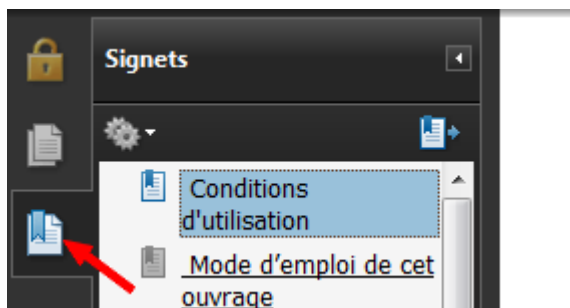 Signets
Conditions
d'utilisation
Mode d’emploi de cet
ouvrage